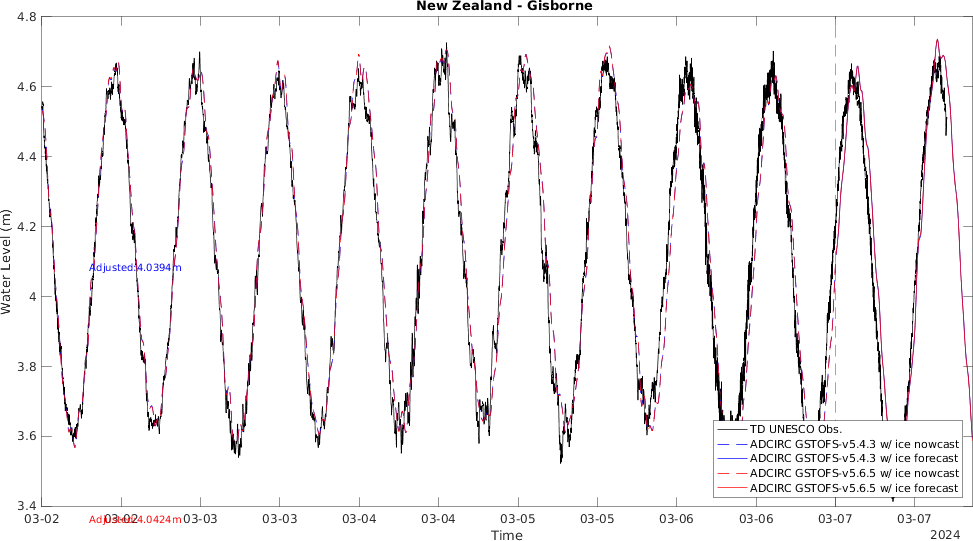 New Zealand - Gisborne
4.8
4.6
4.4
4.2
4
3.8
3.6
3.4
Water Level (m)
Adjusted:4.0394m
Adjusted:4.0424m
TD UNESCO Obs.
ADCIRC GSTOFS-v5.4.3 w/ ice nowcast
ADCIRC GSTOFS-v5.4.3 w/ ice forecast
ADCIRC GSTOFS-v5.6.5 w/ ice nowcast
ADCIRC GSTOFS-v5.6.5 w/ ice forecast
03-02 03-02 03-03 03-03 03-04 03-04 03-05 03-05 03-06 03-06 03-07 03-07
Time
2024